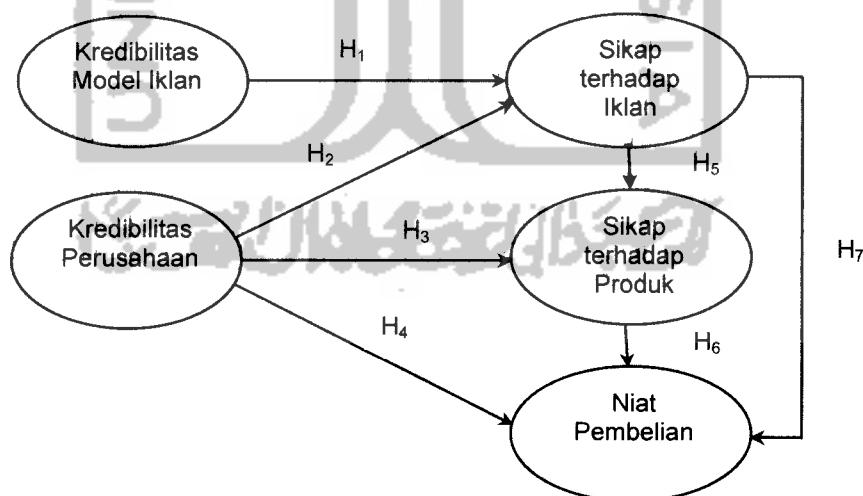 Kredibilitas
Model Iklan
H₁
Sikap
terhadap
Iklan
H₂
H₅
Kredibilitas
Perusahaan
H₃
Sikap
terhadap
Produk
H₇
H₄
H₆
Niat
Pembelian